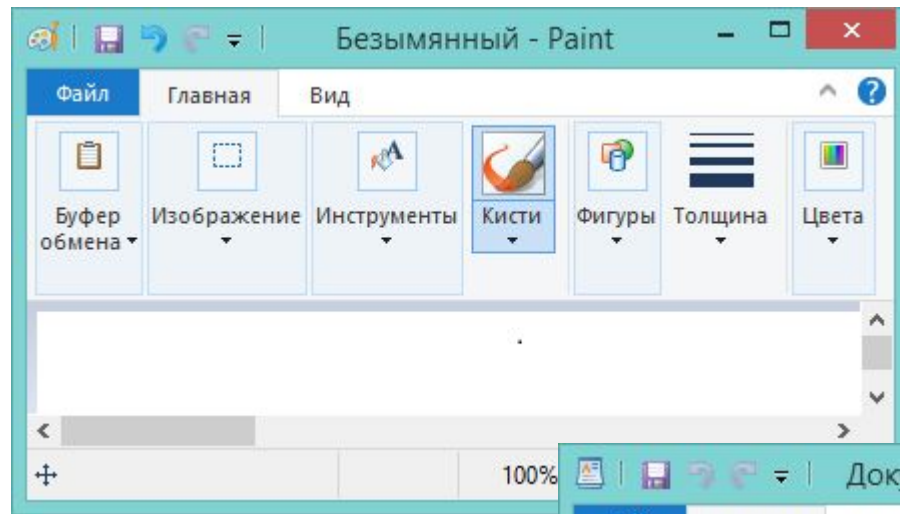 Безымянный - Paint
Файл Главная Вид
Буфер обмена Изображение Инструменты Кисти Фигуры Толщина Цвета
100%
Док